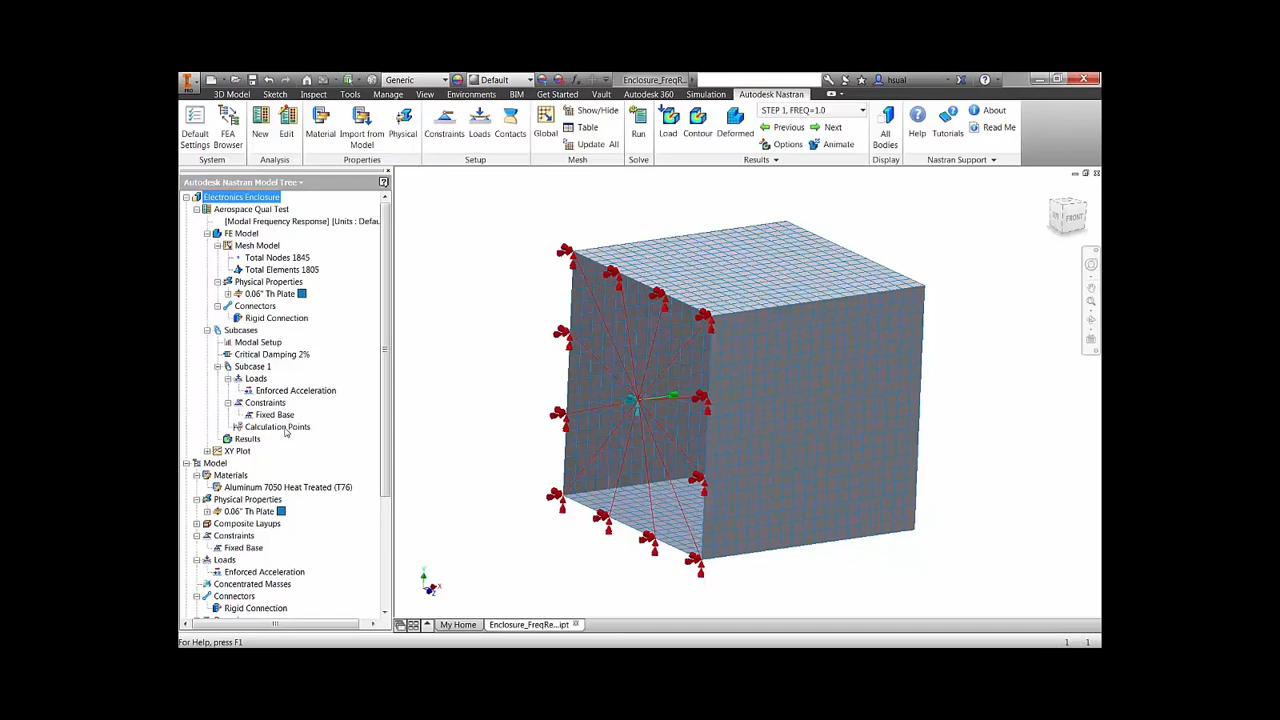 PRO
Generic
Default
Enclosure_FreqR...
hsual
3D Model Sketch Inspect Tools Manage View Environments BIM Get Started Vault Autodesk 360 Simulation Autodesk Nastran
Default Settings
FEA Browser
System
New
Edit
Analysis
Material
Import from Model
Physical
Properties
Constraints
Loads
Contacts
Setup
Global
Show/Hide
Table
Update All
Mesh
Run
Solve
Load
Contour
Deformed
STEP 1, FREQ=1.0
Previous
Next
Options
Animate
Results
All Bodies
Display
Help
Tutorials
About
Read Me
Nastran Support
Autodesk Nastran Model Tree
Electronics Enclosure
Aerospace Qual Test
[Modal Frequency Response] [Units : Defau
FE Model
Mesh Model
Total Nodes 1845
Total Elements 1805
Physical Properties
0.06" Th Plate
Connectors
Rigid Connection
Subcases
Modal Setup
Critical Damping 2%
Subcase 1
Loads
Enforced Acceleration
Constraints
Fixed Base
Calculation Points
Results
XY Plot
Model
Materials
Aluminum 7050 Heat Treated (T76)
Physical Properties
0.06" Th Plate
Composite Layups
Constraints
Fixed Base
Loads
Enforced Acceleration
Concentrated Masses
Connectors
Rigid Connection
FRONT
Y
X
Z
My Home
Enclosure_FreqRe...ipt
For Help, press F1
1 1